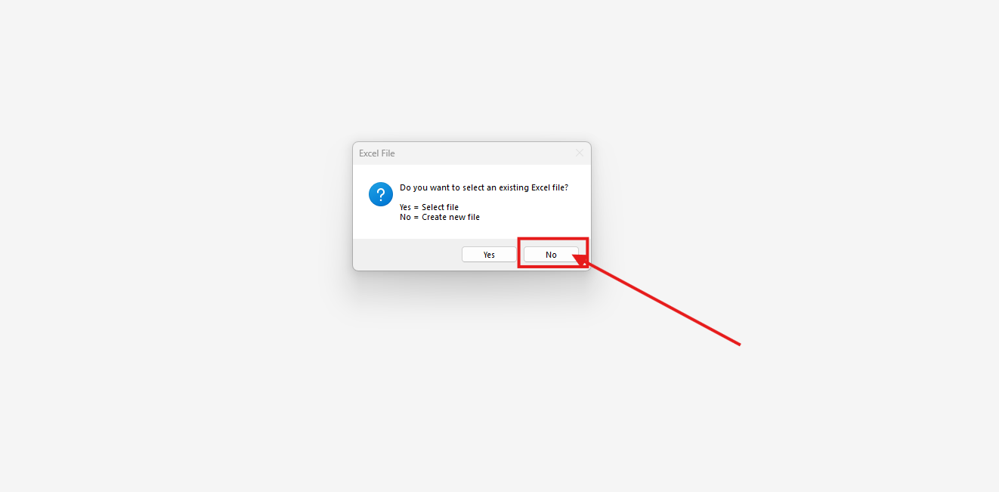 Excel File
?
Do you want to select an existing Excel file?
Yes = Select file
No = Create new file
Yes
No